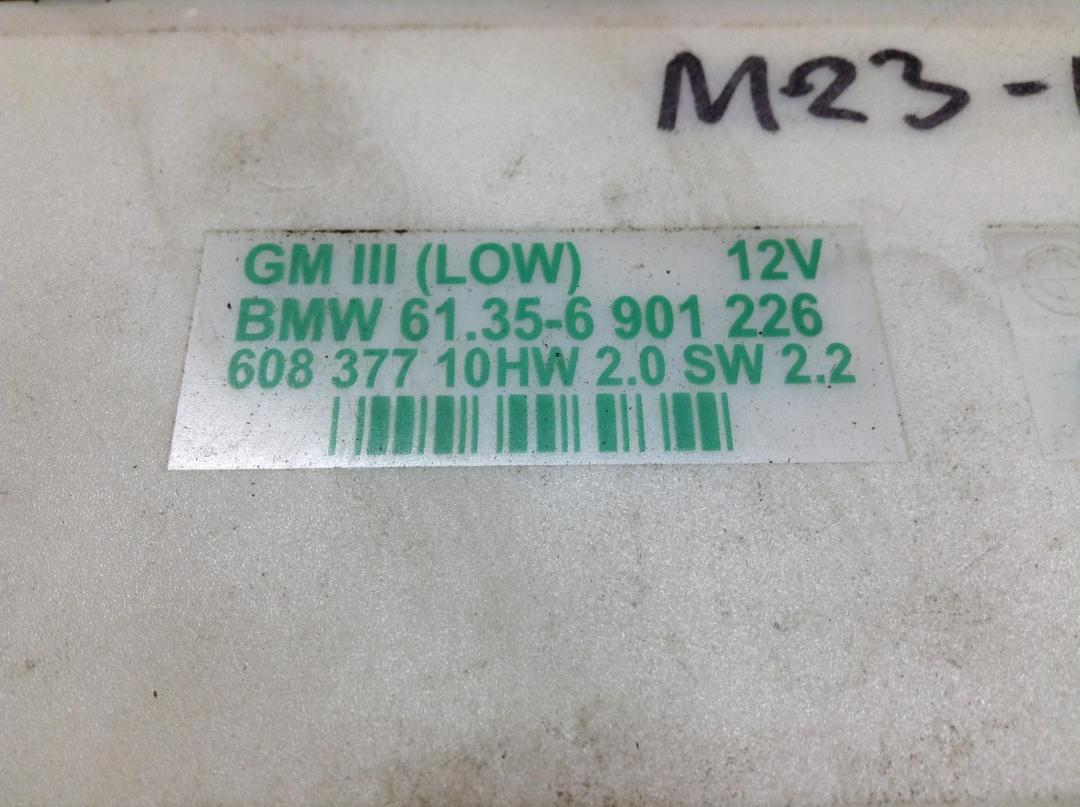 M23-
GM III (LOW) 12V
BMW 61.35-6 901 226
608 377 10HW 2.0 SW 2.2